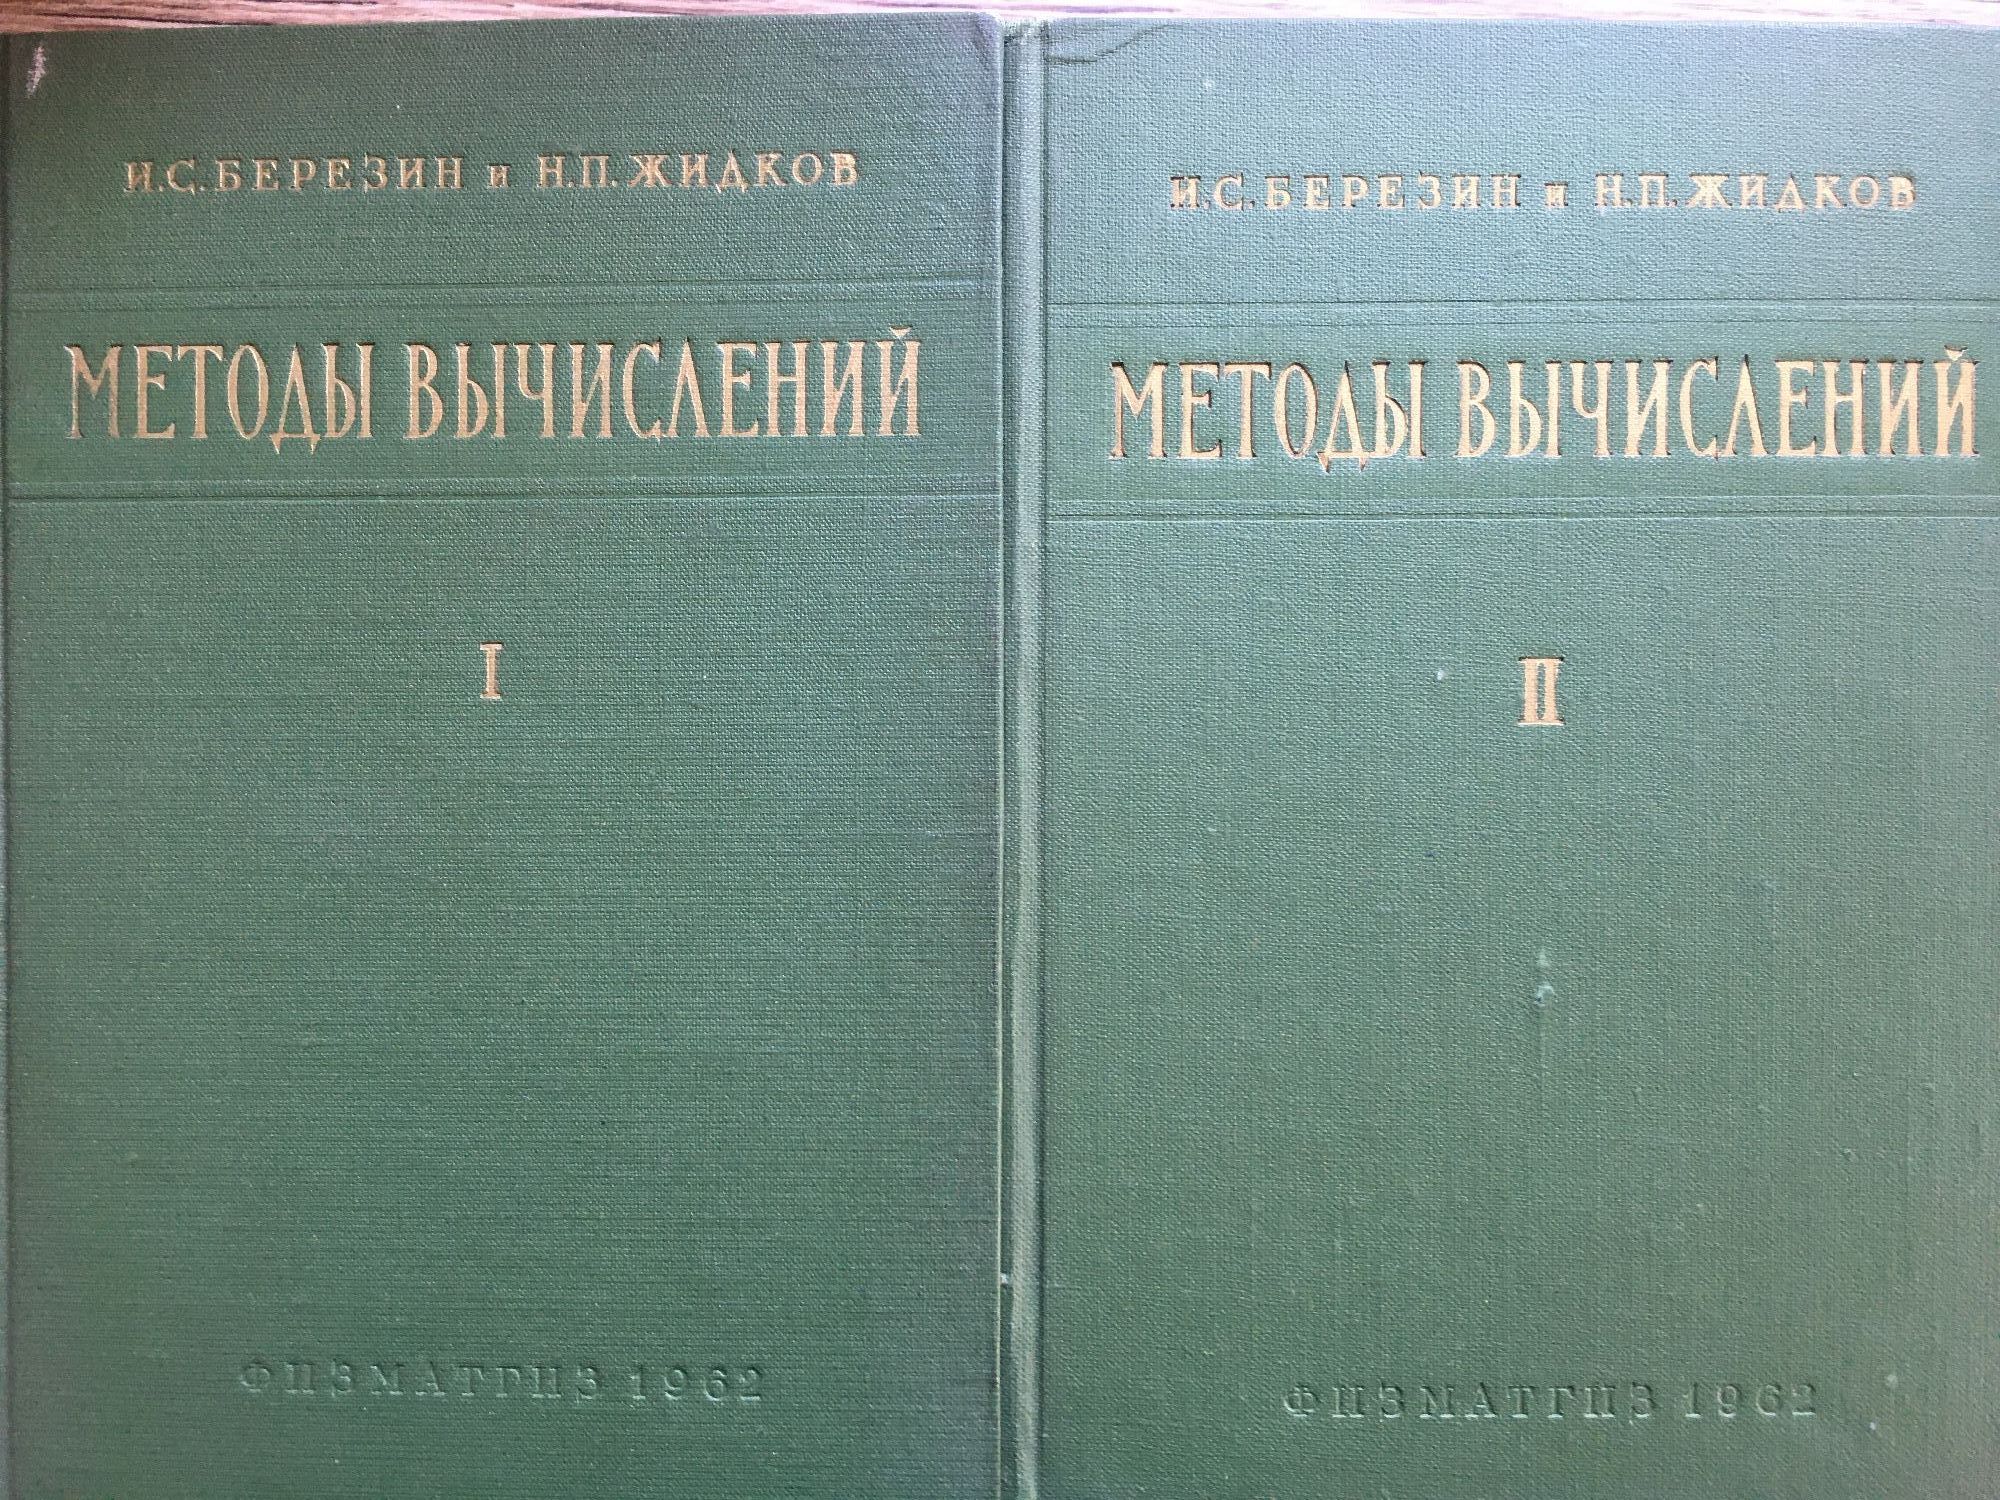 И.С.БЕРЕЗИН и Н.П.ЖИДКОВ
МЕТОДЫ ВЫЧИСЛЕНИЙ
I
ФИЗМАТГИЗ 1962
И.С.БЕРЕЗИН и Н.П.ЖИДКОВ
МЕТОДЫ ВЫЧИСЛЕНИЙ
II
ФИЗМАТГИЗ 1962